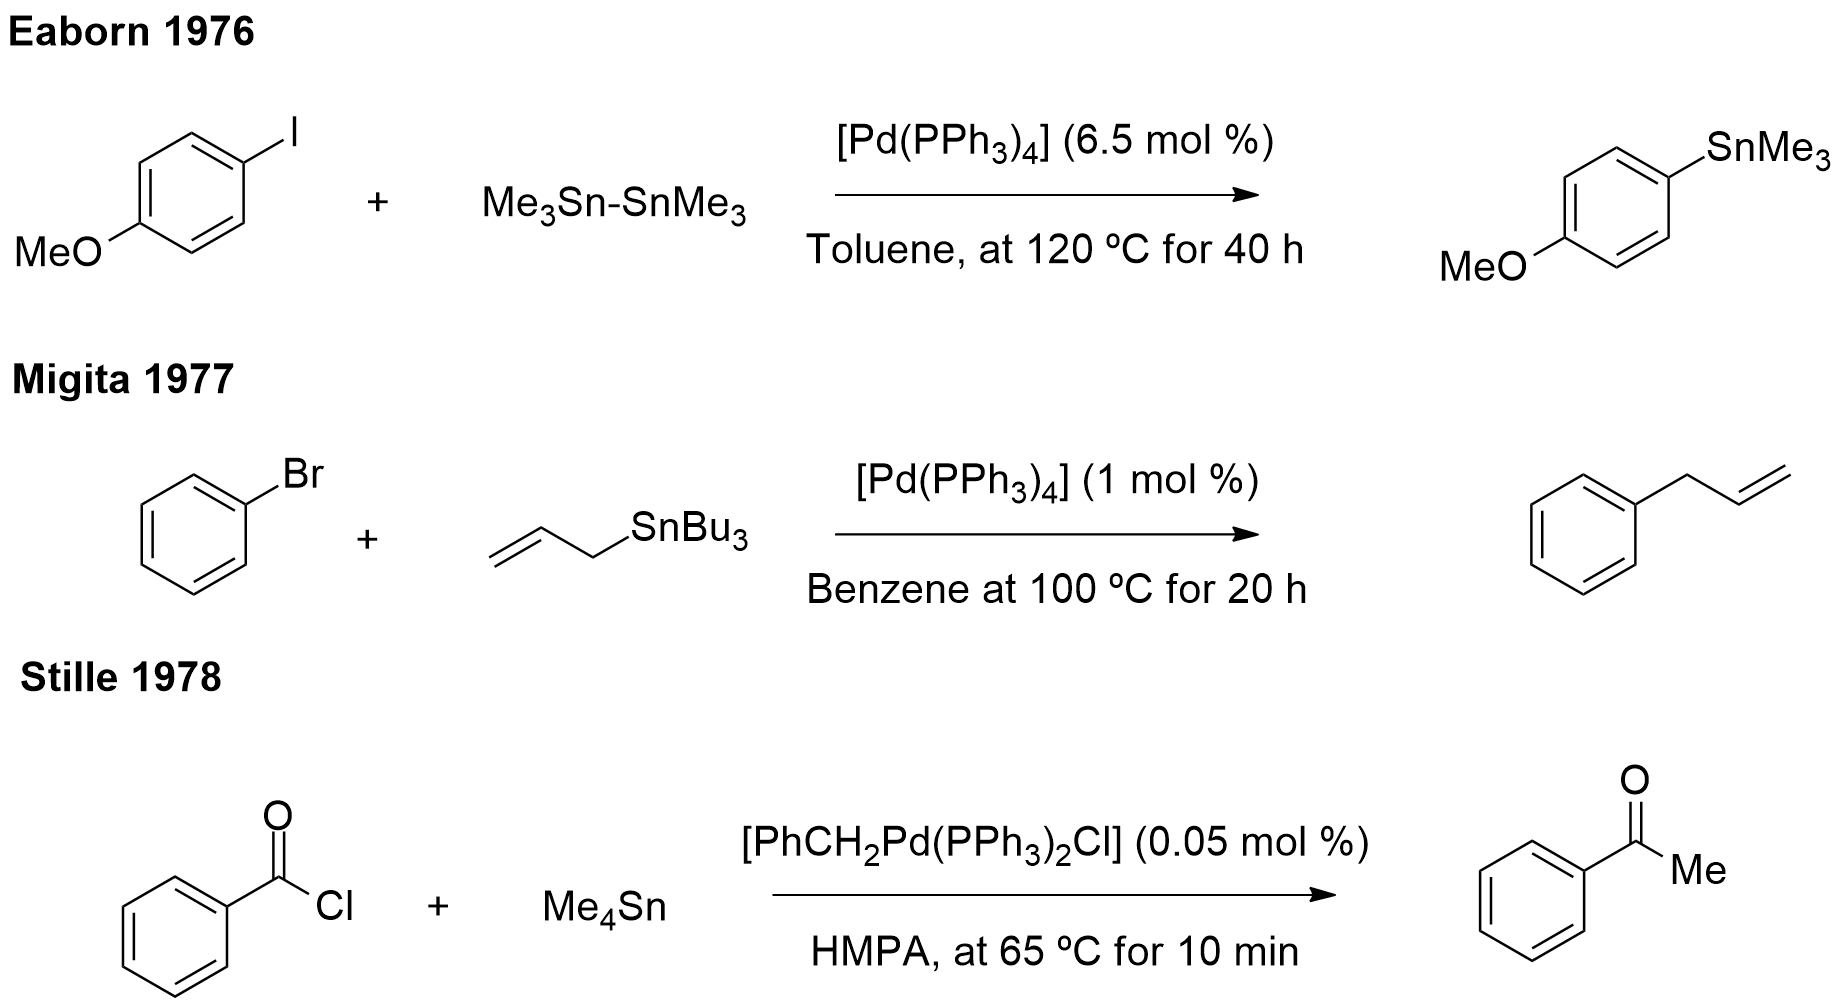 Eaborn 1976
I
MeO
+
Me₃Sn-SnMe₃
[Pd(PPh₃)₄] (6.5 mol %)
Toluene, at 120 ºC for 40 h
SnMe₃
MeO
Migita 1977
Br
+
SnBu₃
[Pd(PPh₃)₄] (1 mol %)
Benzene at 100 ºC for 20 h
Stille 1978
O
Cl
+
Me₄Sn
[PhCH₂Pd(PPh₃)₂Cl] (0.05 mol %)
HMPA, at 65 ºC for 10 min
O
Me